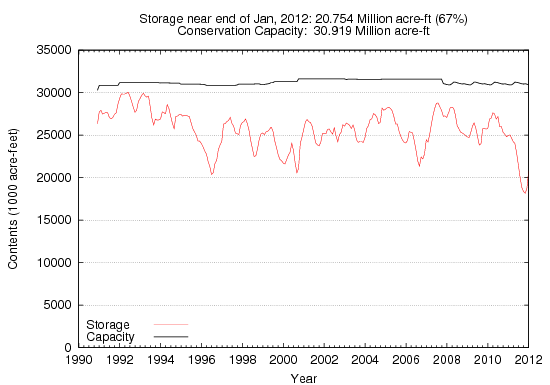 Storage near end of Jan, 2012: 20.754 Million acre-ft (67%)
Conservation Capacity: 30.919 Million acre-ft
35000
30000
25000
20000
15000
10000
5000
0
Contents (1000 acre-feet)
Storage
Capacity
1990 1992 1994 1996 1998 2000 2002 2004 2006 2008 2010 2012
Year